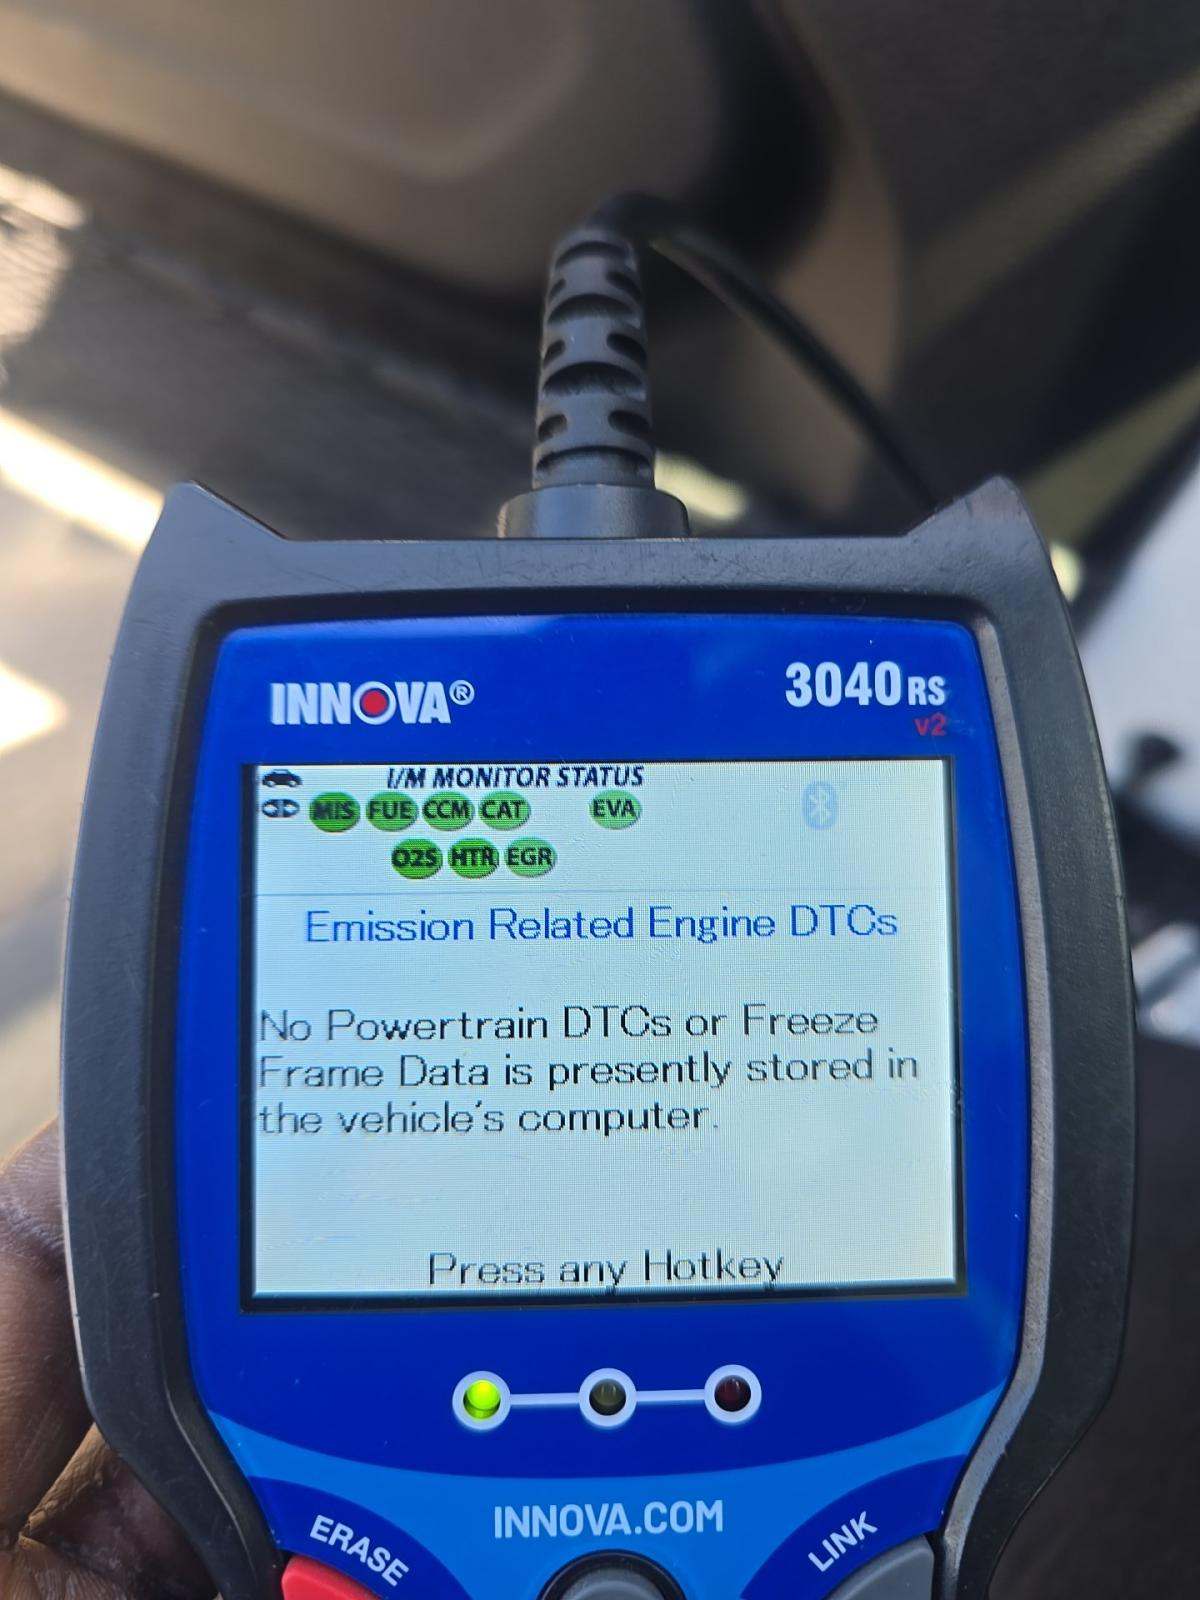 INNOVA®
3040RS
v2
I/M MONITOR STATUS
MIS FUE CCM CAT EVA
O2S HTR EGR
Emission Related Engine DTCs
No Powertrain DTCs or Freeze
Frame Data is presently stored in
the vehicle's computer.
Press any Hotkey
INNOVA.COM
ERASE
LINK